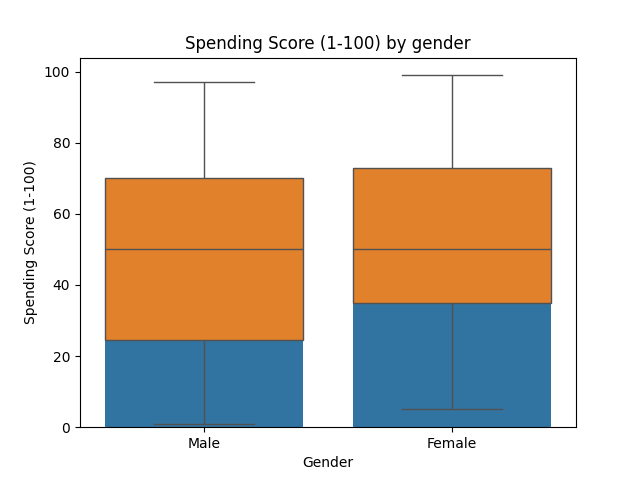 Spending Score (1-100) by gender
100
80
60
40
20
0
Spending Score (1-100)
Male Female
Gender